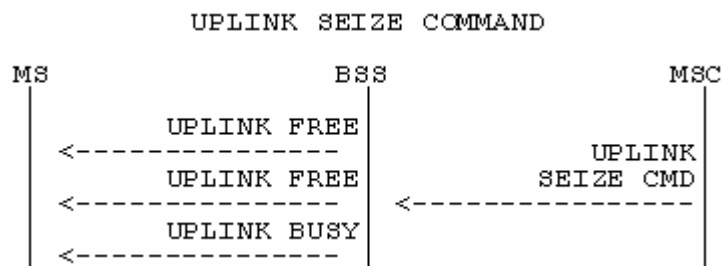 UPLINK SEIZE COMMAND
MS BSS MSC
UPLINK FREE
UPLINK
UPLINK FREE SEIZE CMD
UPLINK BUSY